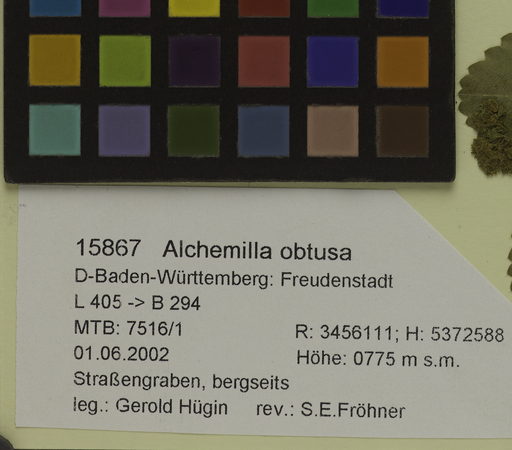 15867 Alchemilla obtusa
D-Baden-Württemberg: Freudenstadt
L 405 -> B 294
MTB: 7516/1 R: 3456111; H: 5372588
01.06.2002 Höhe: 0775 m s.m.
Straßengraben, bergseits
leg.: Gerold Hügin rev.: S.E.Fröhner